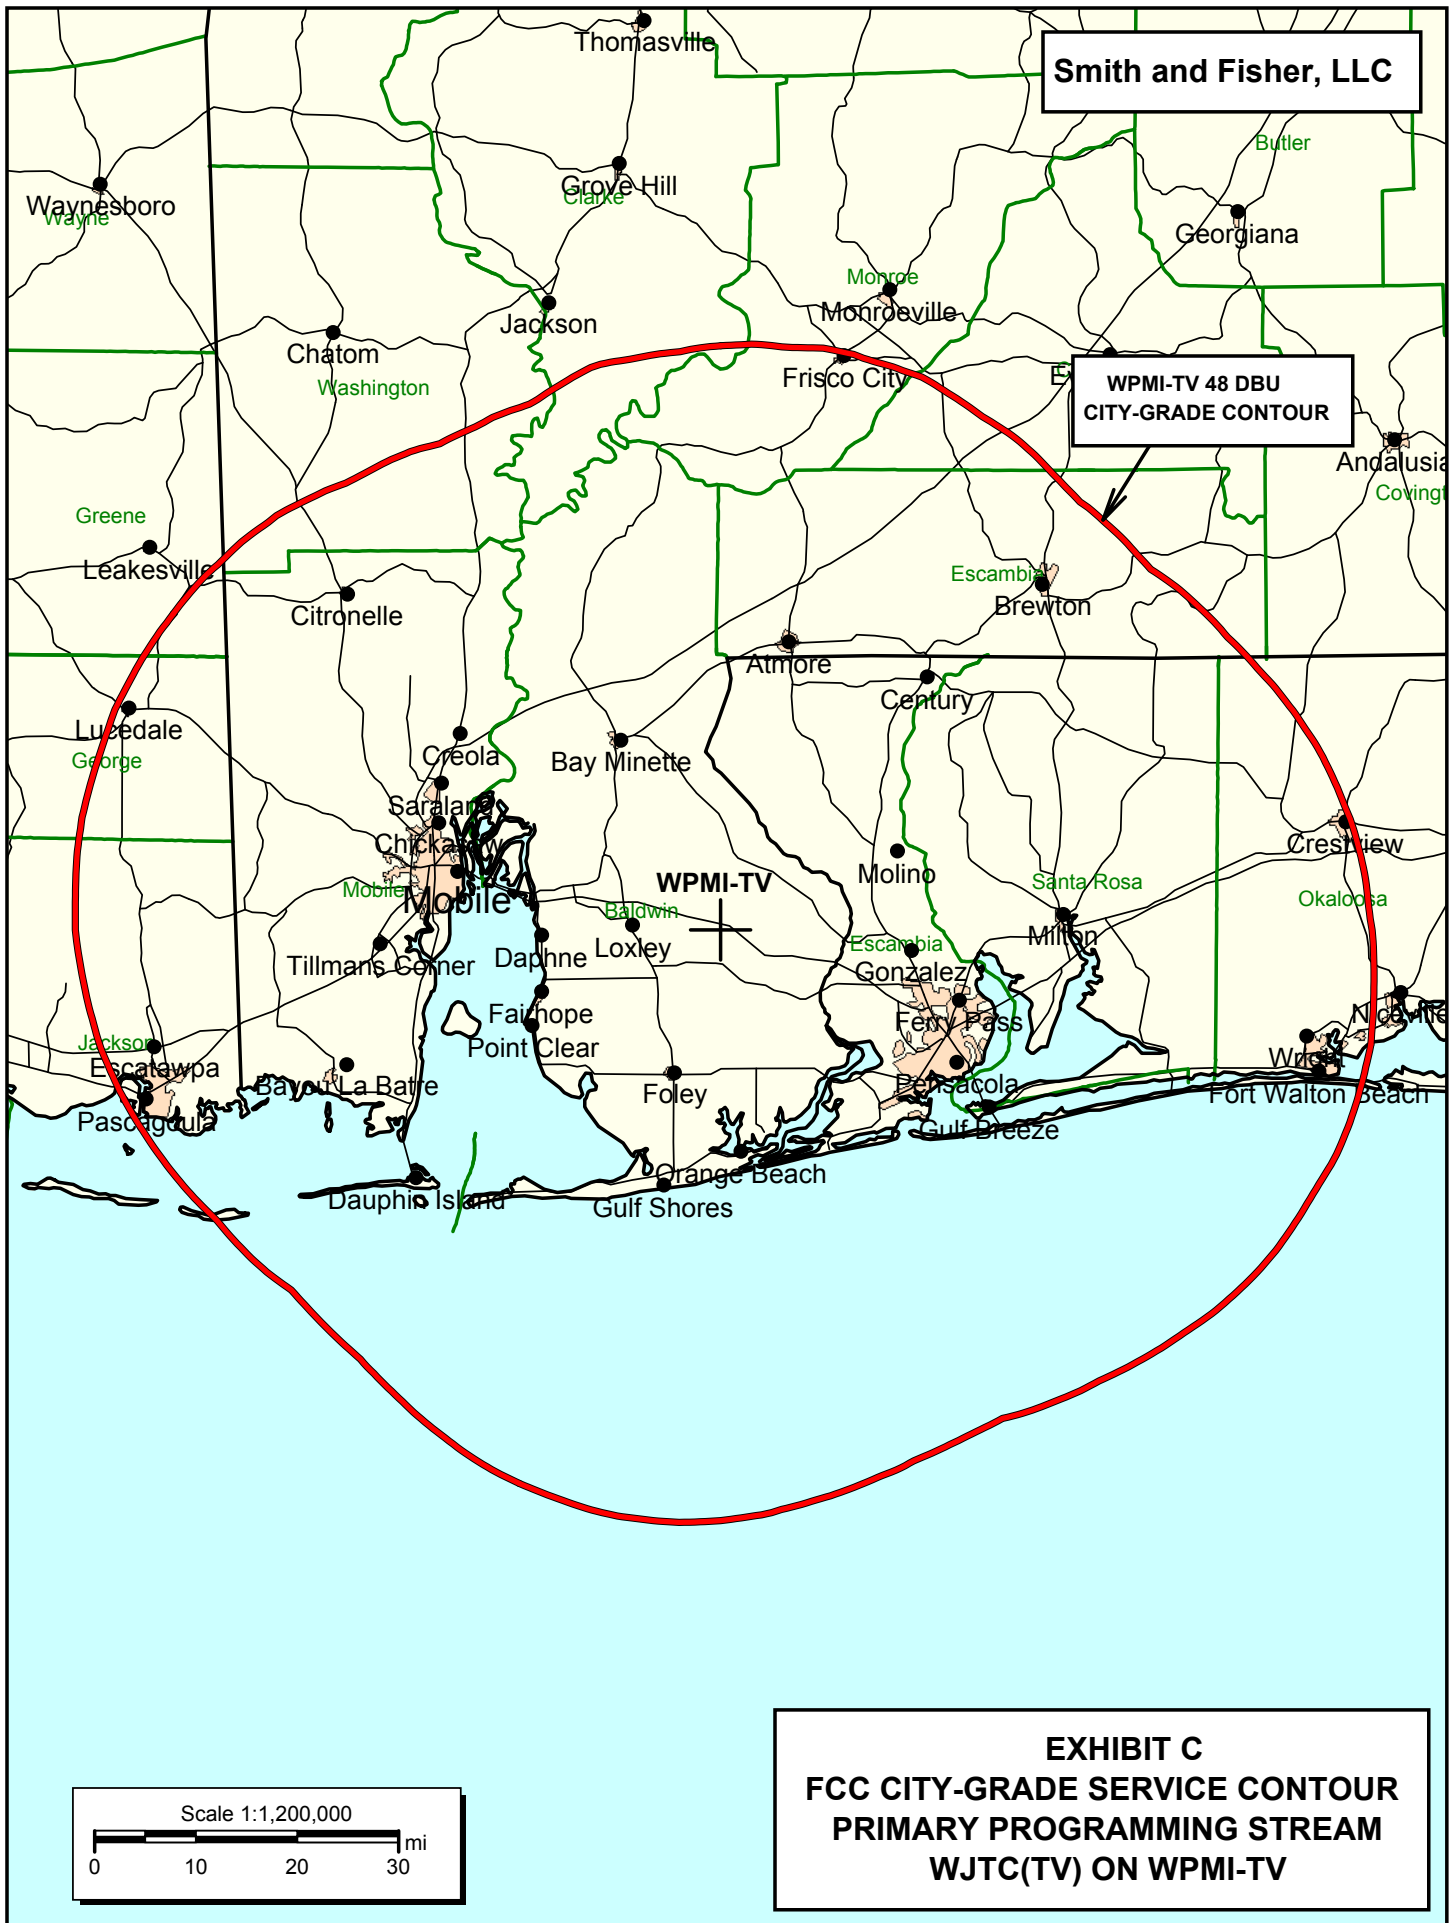 Thomasville
Smith and Fisher, LLC
Butler
Grove Hill
Clarke
Waynesboro
Wayne
Georgiana
Monroe
Monroeville
Jackson
Chatom
Washington
Frisco City
WPMI-TV 48 DBU
CITY-GRADE CONTOUR
Andalusia
Greene
Leakesville
Citronelle
Escambia
Brewton
Atmore
Century
Lucedale
George
Creola
Bay Minette
Saraland
Chickasaw
Crestview
Mobile
Mobile
Molino
WPMI-TV
Santa Rosa
Okaloosa
Baldwin
Loxley
Milton
Tillmans Corner
Daphne
Escambia
Gonzalez
Fairhope
Point Clear
Ferry Pass
Niceville
Jackson
Escatawpa
Bayou La Batre
Foley
Pensacola
Wright
Fort Walton Beach
Pascagoula
Gulf Breeze
Dauphin Island
Orange Beach
Gulf Shores
EXHIBIT C
FCC CITY-GRADE SERVICE CONTOUR
PRIMARY PROGRAMMING STREAM
WJTC(TV) ON WPMI-TV
Scale 1:1,200,000
mi
0 10 20 30